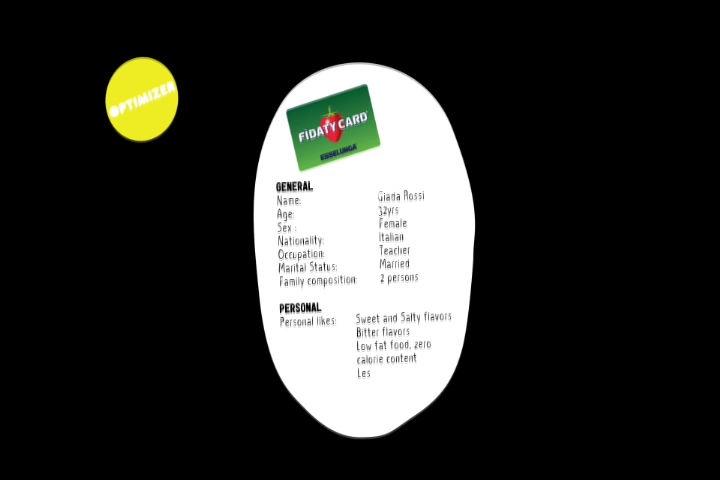 OPTIMIZER
FÌDATY CARD
ESSELUNGA
GENERAL
Name: Giada Rossi
Age: 32yrs
Sex : Female
Nationality: Italian
Occupation: Teacher
Marital Status: Married
Family composition: 2 persons
PERSONAL
Personal likes: Sweet and Salty flavors
Bitter flavors
Low fat food, zero
calorie content
Les